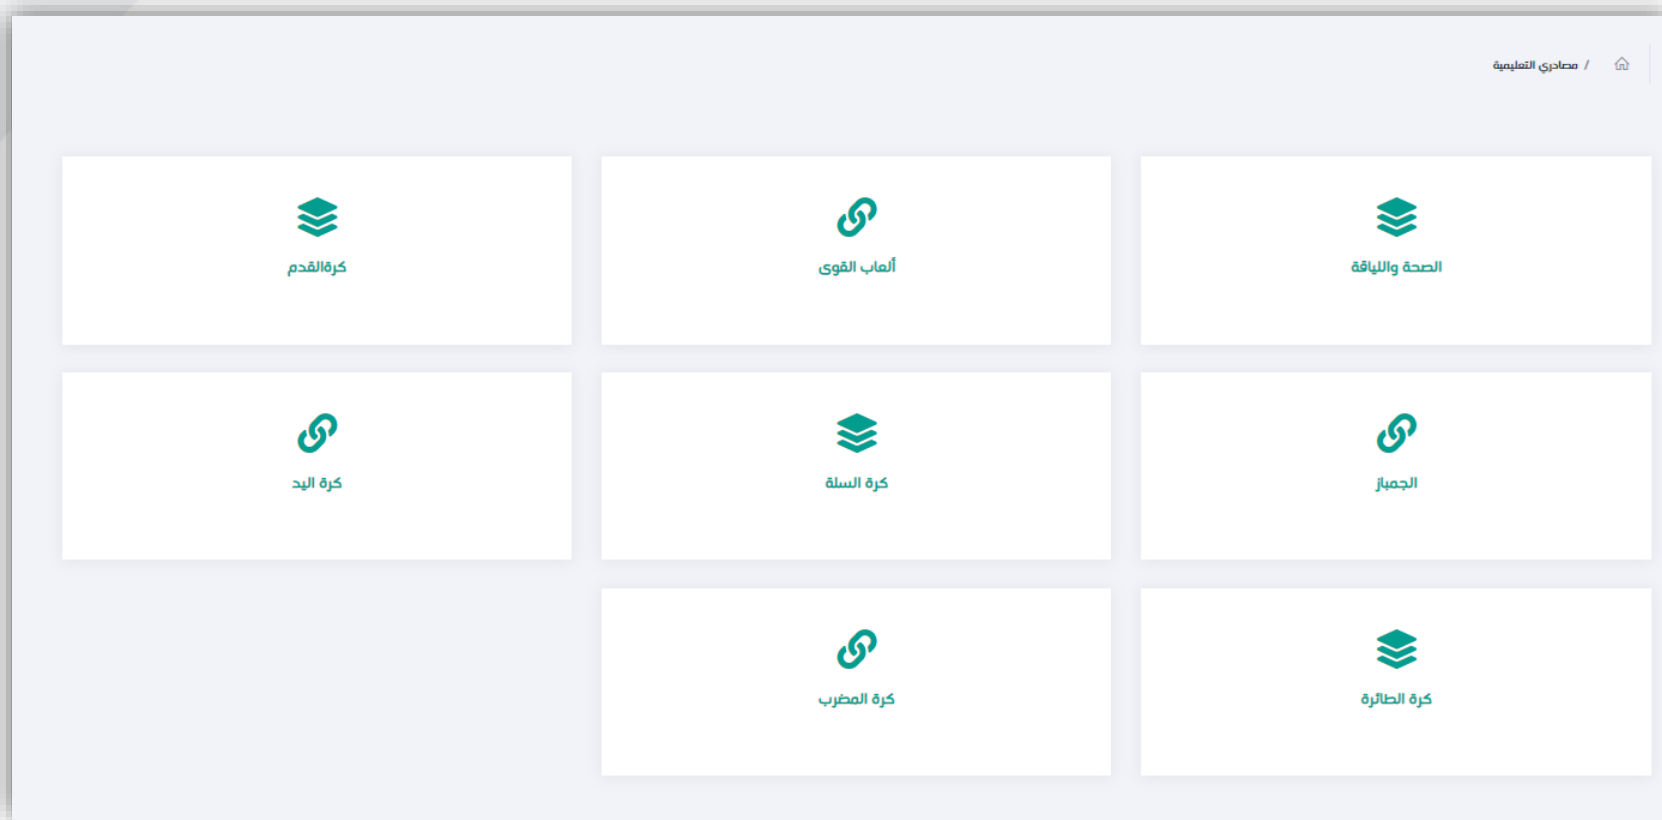 / مصادري التعليمية
الصحة واللياقة
ألعاب القوى
كرةالقدم
الجمباز
كرة السلة
كرة اليد
كرة الطائرة
كرة المضرب